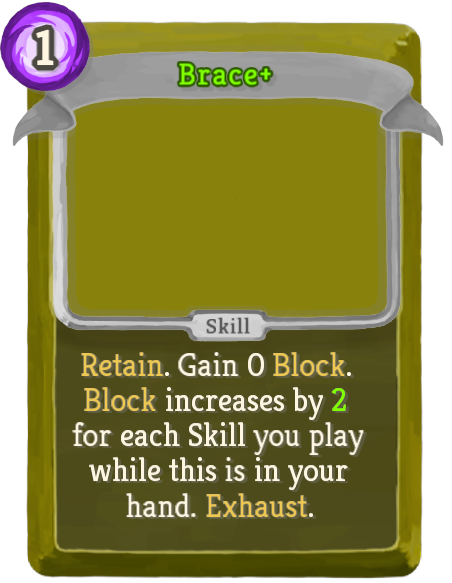 1
Brace+
Skill
Retain. Gain 0 Block.
Block increases by 2
for each Skill you play
while this is in your
hand. Exhaust.